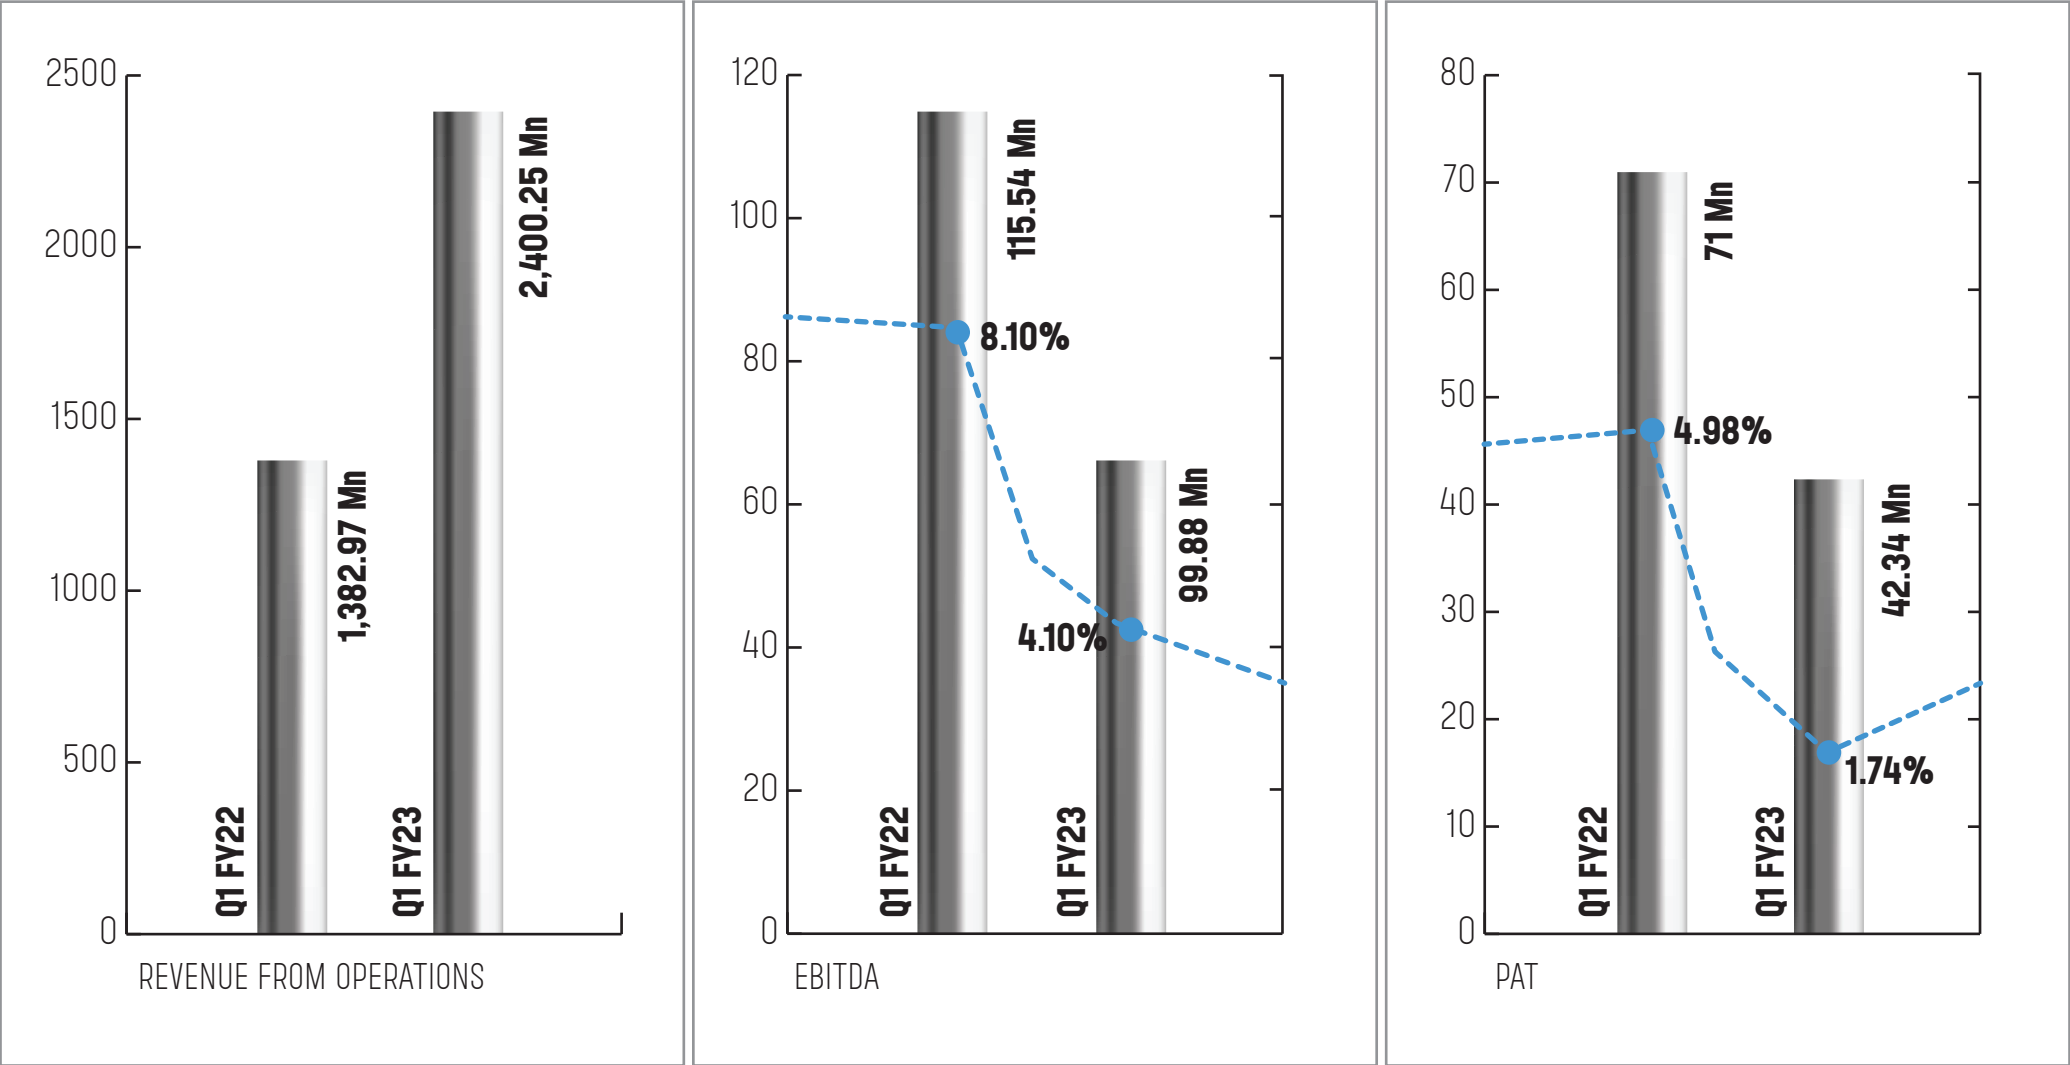 2500
2000
1500
1000
500
0
Q1 FY22
1,382.97 Mn
Q1 FY23
2,400.25 Mn
REVENUE FROM OPERATIONS
120
100
80
60
40
20
0
Q1 FY22
115.54 Mn
8.10%
Q1 FY23
99.88 Mn
4.10%
EBITDA
80
70
60
50
40
30
20
10
0
Q1 FY22
71 Mn
4.98%
Q1 FY23
42.34 Mn
1.74%
PAT